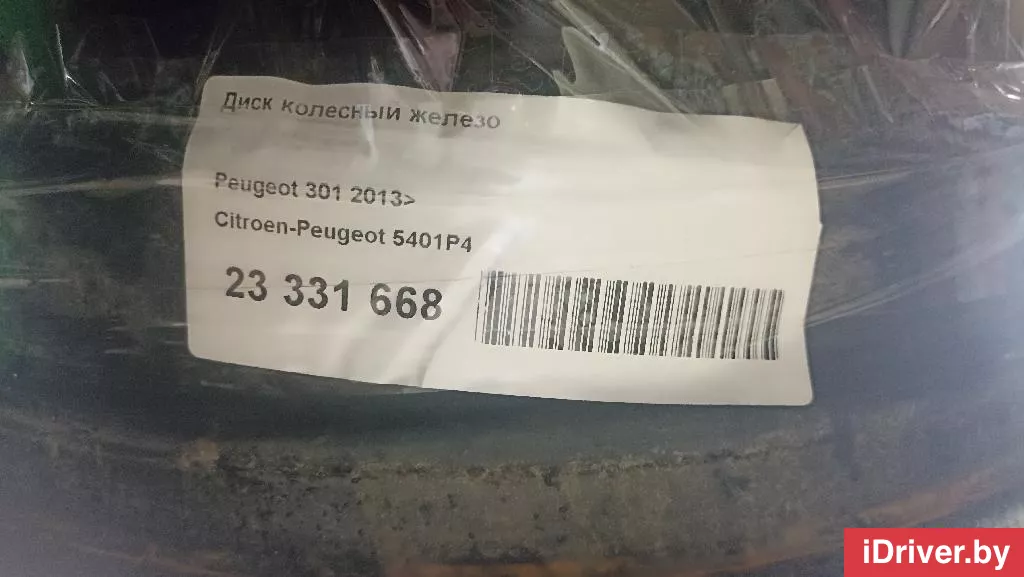 Диск колесный железо
Peugeot 301 2013>
Citroen-Peugeot 5401P4
23 331 668
iDriver.by